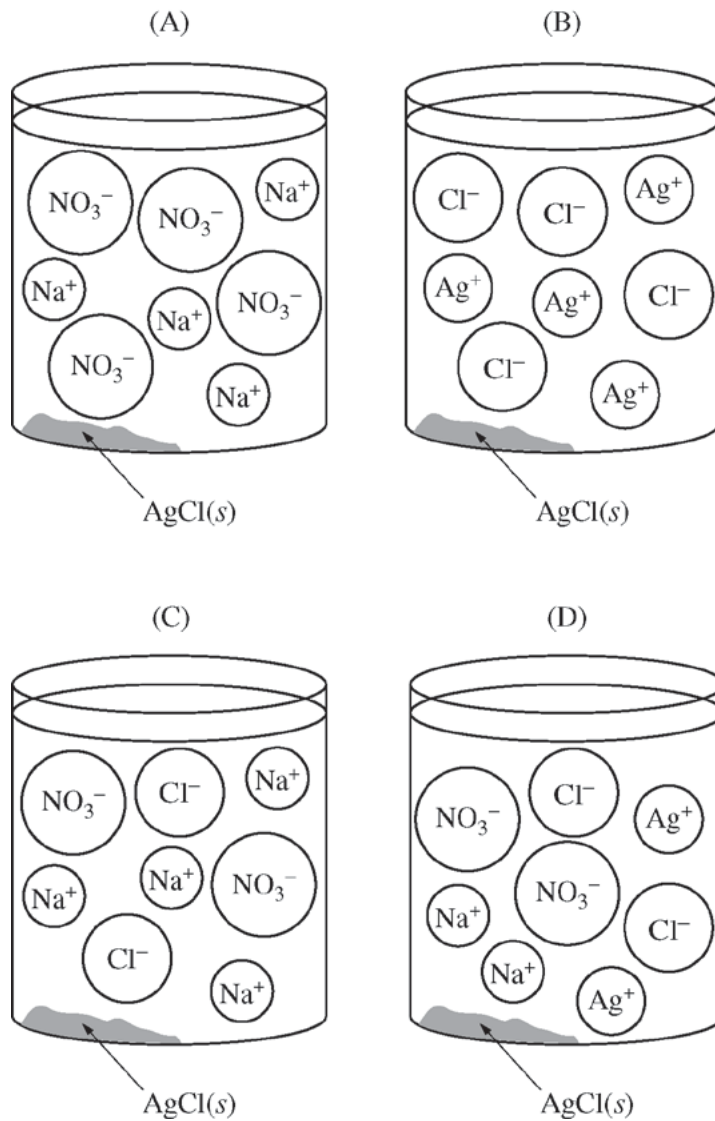 (A)
NO₃⁻
NO₃⁻
Na⁺
Na⁺
Na⁺
NO₃⁻
NO₃⁻
Na⁺
AgCl(s)
(B)
Cl⁻
Cl⁻
Ag⁺
Ag⁺
Ag⁺
Cl⁻
Cl⁻
Ag⁺
AgCl(s)
(C)
NO₃⁻
Cl⁻
Na⁺
Na⁺
Na⁺
NO₃⁻
Cl⁻
Na⁺
AgCl(s)
(D)
NO₃⁻
Cl⁻
Ag⁺
Na⁺
NO₃⁻
Cl⁻
Na⁺
Ag⁺
AgCl(s)